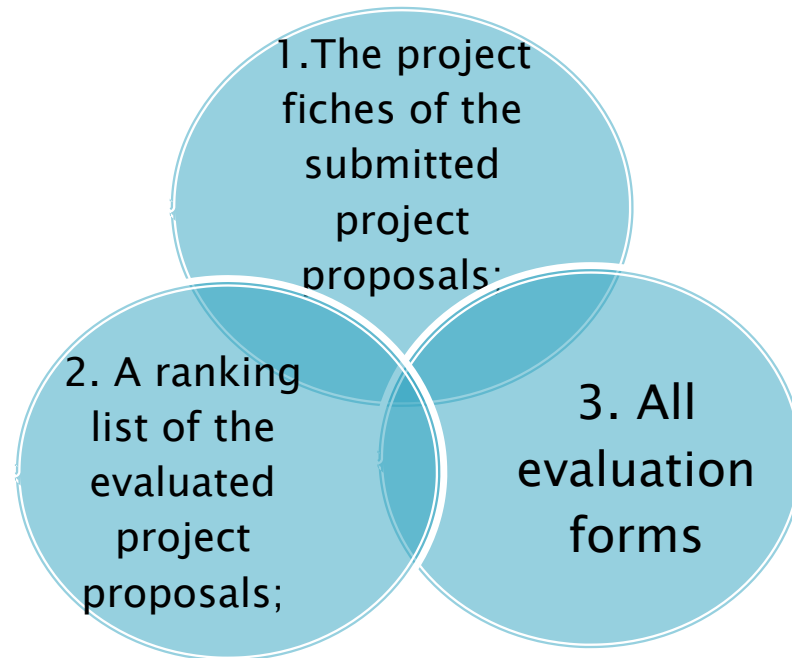 1.The project
fiches of the
submitted
project
proposals;
2. A ranking
list of the
evaluated
project
proposals;
3. All
evaluation
forms